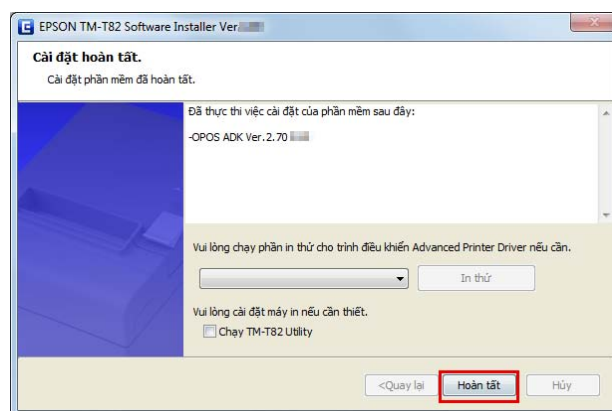 EPSON TM-T82 Software Installer Ver.
Cài đặt hoàn tất.
Cài đặt phần mềm đã hoàn tất.
Đã thực thi việc cài đặt của phần mềm sau đây:
-OPOS ADK Ver.2.70
Vui lòng chạy phần in thử cho trình điều khiển Advanced Printer Driver nếu cần.
In thử
Vui lòng cài đặt máy in nếu cần thiết.
Chạy TM-T82 Utility
<Quay lại Hoàn tất Hủy